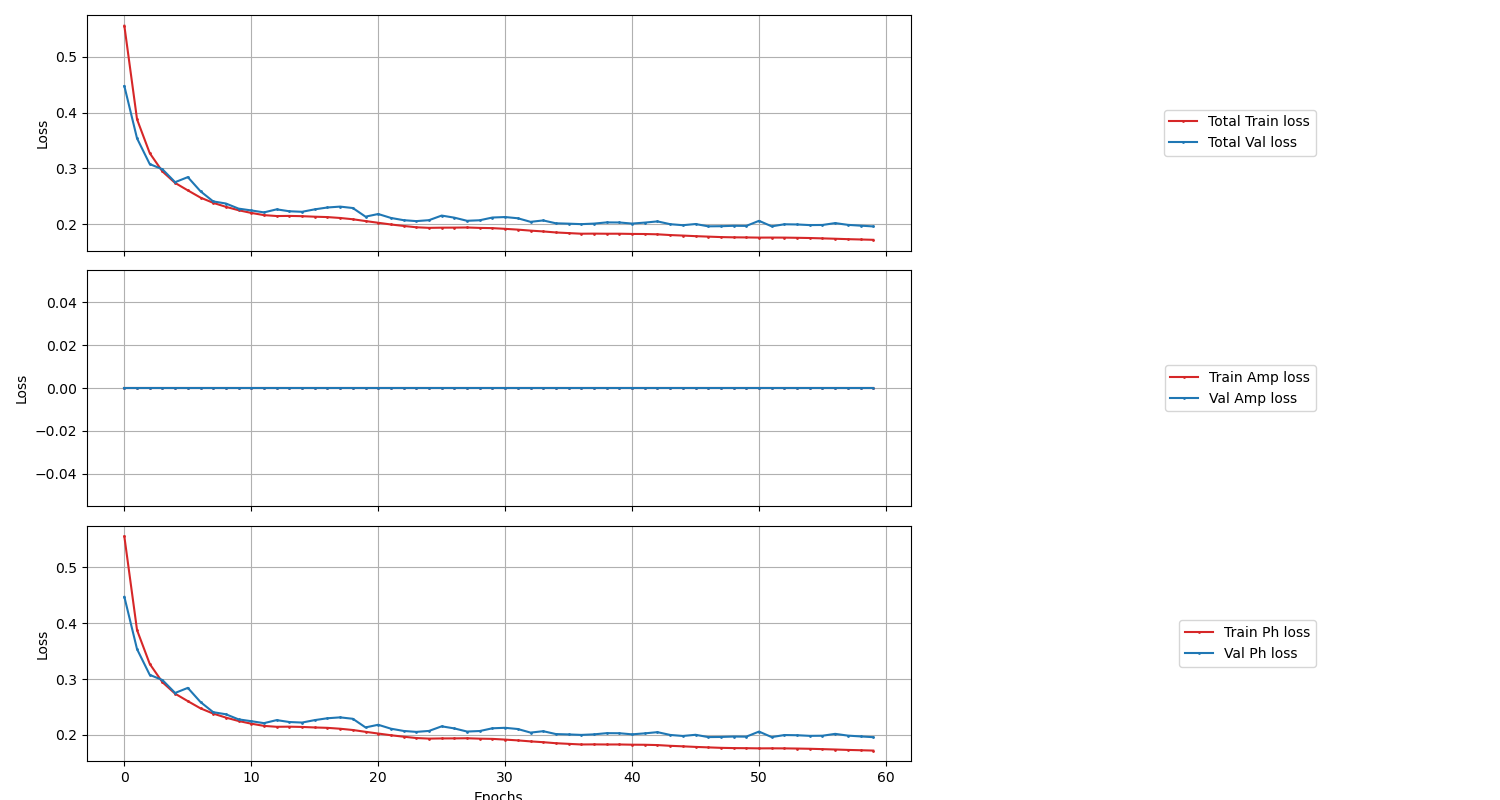 0.5
0.4
0.3
0.2
Loss
Total Train loss
Total Val loss
0.04
0.02
0.00
−0.02
−0.04
Loss
Train Amp loss
Val Amp loss
0.5
0.4
0.3
0.2
Loss
0 10 20 30 40 50 60
Epochs
Train Ph loss
Val Ph loss